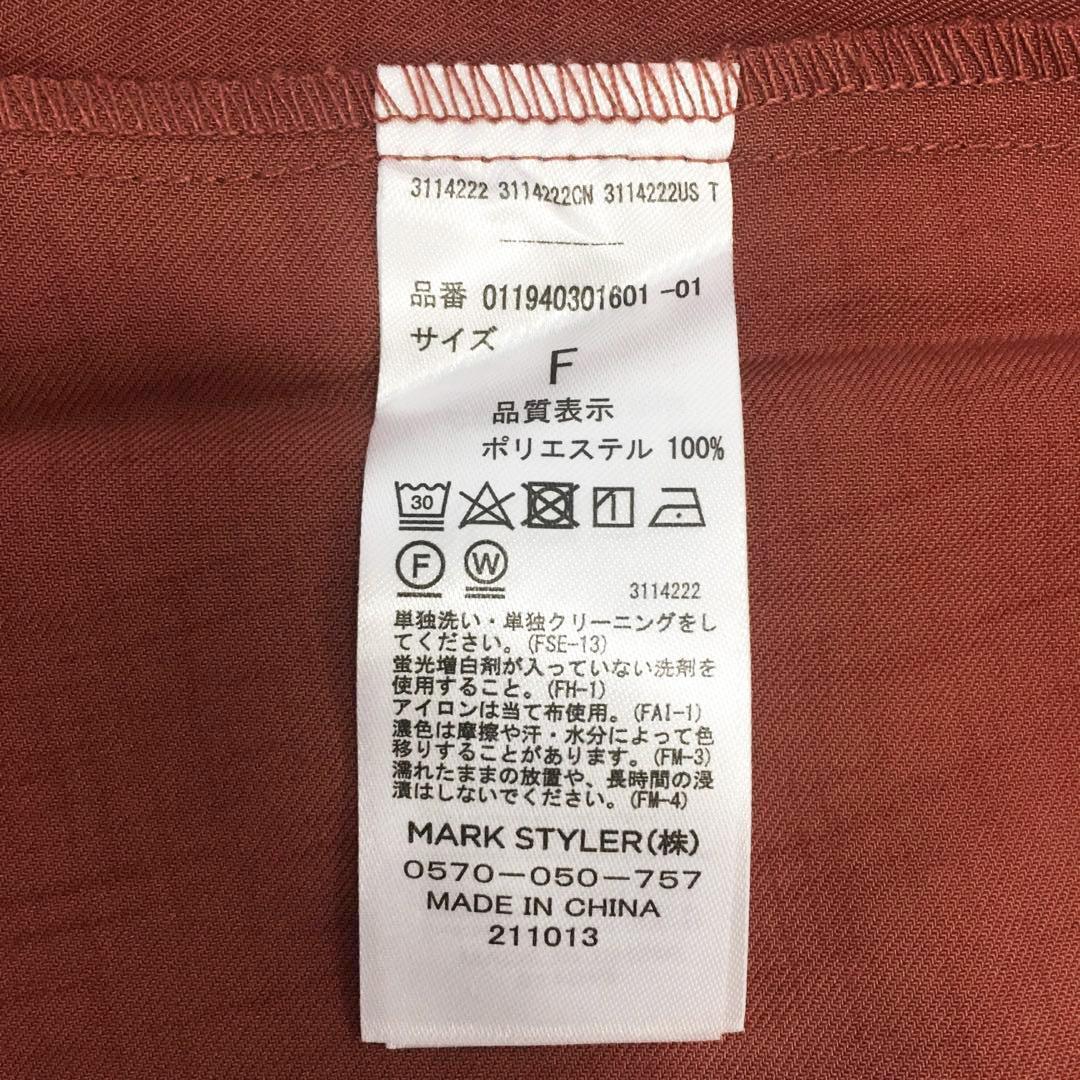 3114222 3114222CN 3114222US T
品番 011940301601 -01
サイズ
F
品質表示
ポリエステル 100%
30
F W
3114222
単独洗い・単独クリーニングをし
てください。(FSE-13)
蛍光増白剤が入っていない洗剤を
使用すること。(FH-1)
アイロンは当て布使用。(FAI-1)
濃色は摩擦や汗・水分によって色
移りすることがあります。(FM-3)
濡れたままの放置や、長時間の浸
漬はしないでください。(FM-4)
MARK STYLER(株)
0570-050-757
MADE IN CHINA
211013